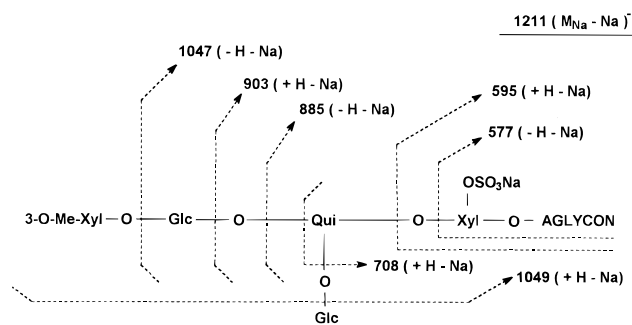 1211 ( M_Na - Na )^-
1047 ( - H - Na)
903 ( + H - Na)
885 ( - H - Na)
595 ( + H - Na)
577 ( - H - Na)
OSO₃Na
3-O-Me-Xyl O Glc O Qui O Xyl O AGLYCON
708 ( + H - Na)
O
1049 ( + H - Na)
Glc